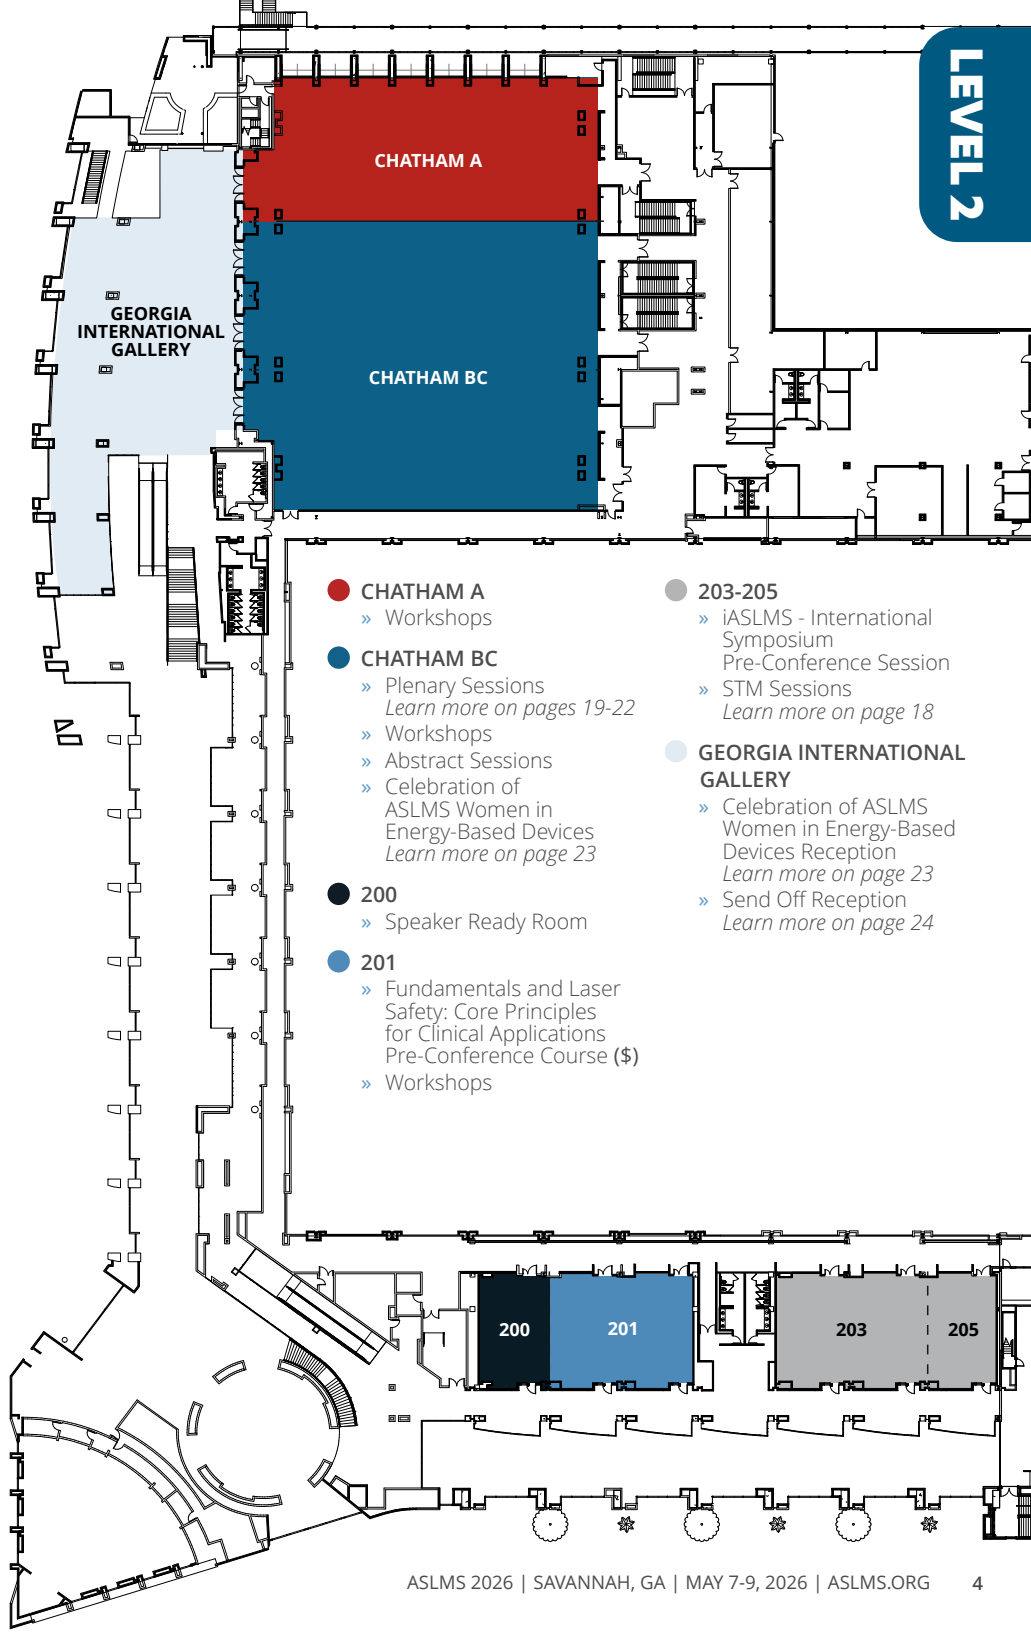 LEVEL 2
CHATHAM A
GEORGIA
INTERNATIONAL
GALLERY
CHATHAM BC
CHATHAM A
» Workshops
CHATHAM BC
» Plenary Sessions
Learn more on pages 19-22
» Workshops
» Abstract Sessions
» Celebration of
ASLMS Women in
Energy-Based Devices
Learn more on page 23
200
» Speaker Ready Room
201
» Fundamentals and Laser
Safety: Core Principles
for Clinical Applications
Pre-Conference Course ($)
» Workshops
203-205
» iASLMS - International
Symposium
Pre-Conference Session
» STM Sessions
Learn more on page 18
GEORGIA INTERNATIONAL
GALLERY
» Celebration of ASLMS
Women in Energy-Based
Devices Reception
Learn more on page 23
» Send Off Reception
Learn more on page 24
200
201
203
205
ASLMS 2026 | SAVANNAH, GA | MAY 7-9, 2026 | ASLMS.ORG 4